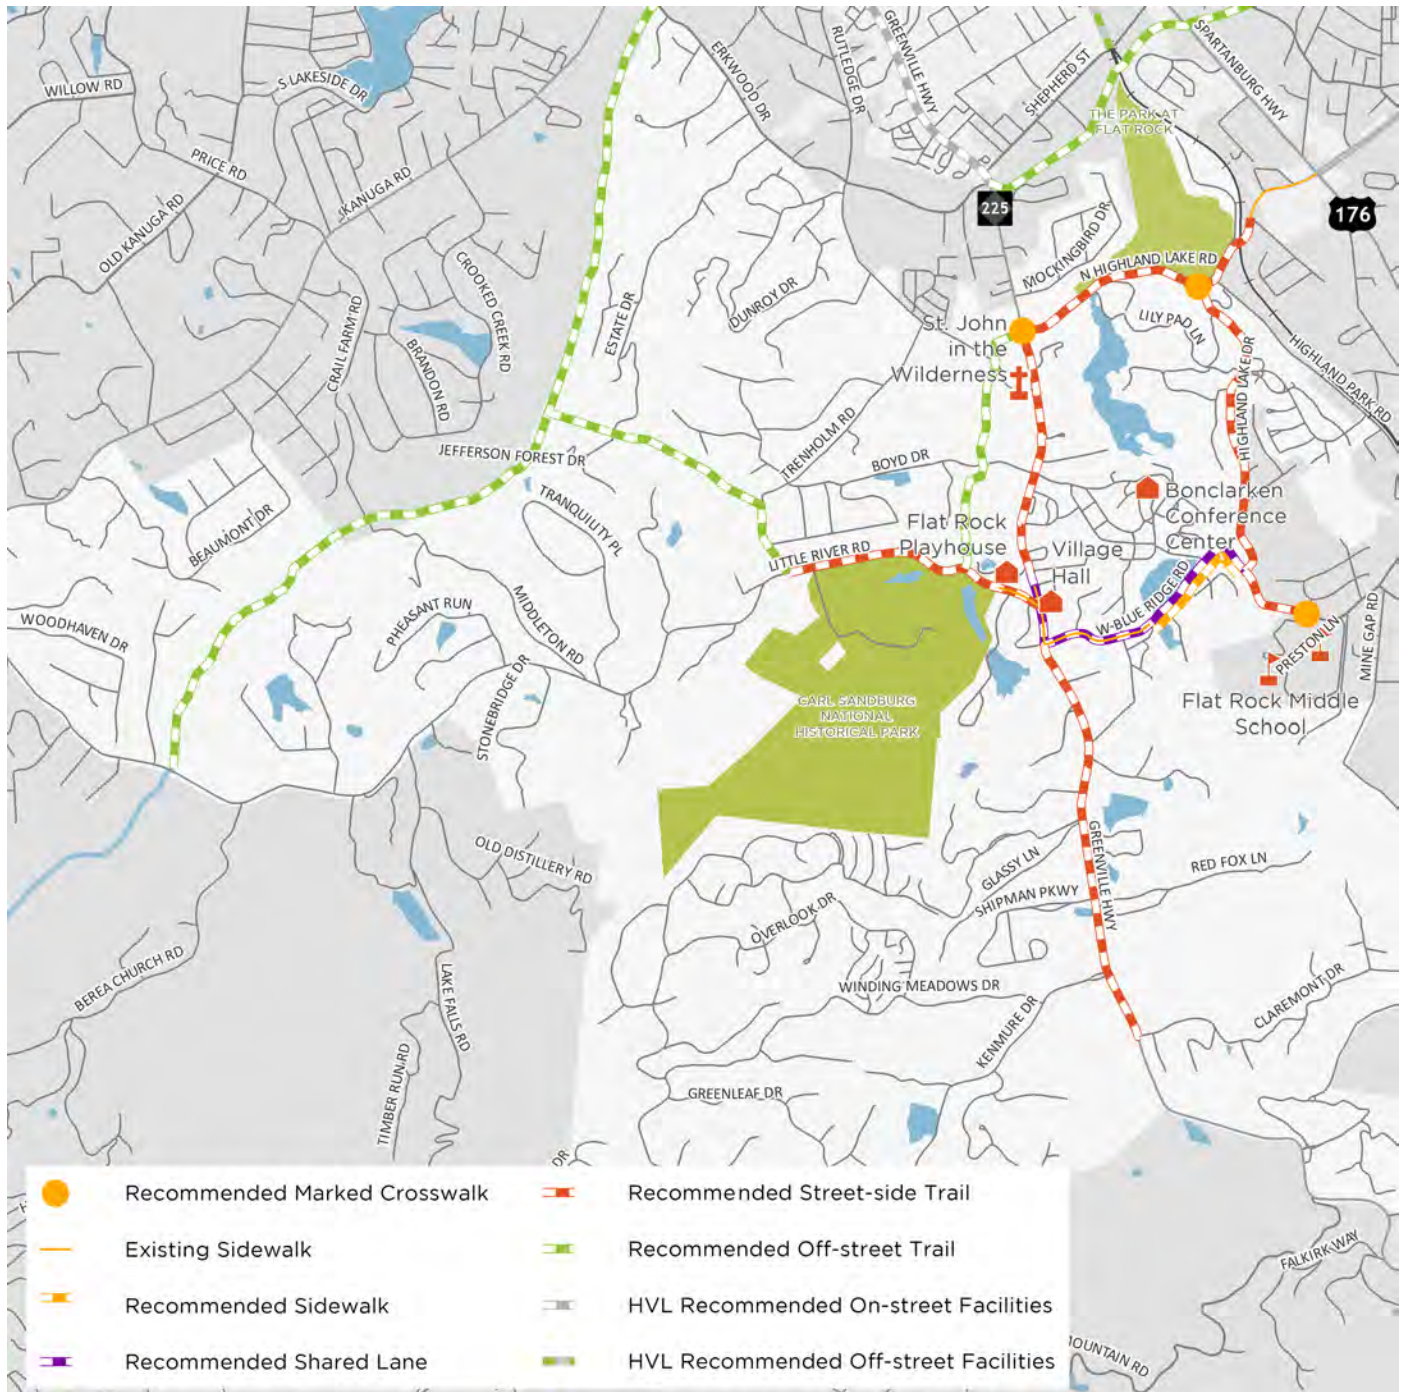 WILLOW RD
S LAKESIDE DR
ERKWOOD DR
RUTLEDGE DR
GREENVILLE HWY
SHEPHERD ST
SPARTANBURG HWY
THE PARK AT
FLAT ROCK
PRICE RD
KANUGA RD
OLD KANUGA RD
225
176
MOCKINGBIRD DR
N HIGHLAND LAKE RD
CROOKED CREEK RD
CRAIL FARM RD
BRANDON RD
ESTATE DR
DUNROY DR
St. John
in the
Wilderness
LILY PAD LN
HIGHLAND LAKE DR
HIGHLAND PARK RD
JEFFERSON FOREST DR
TRENHOLM RD
BOYD DR
BEAUMONT DR
TRANQUILITY PL
Bonclarken
Conference
Center
Flat Rock
Playhouse
LITTLE RIVER RD
Village
Hall
W BLUE RIDGE RD
WOODHAVEN DR
PHEASANT RUN
MIDDLETON RD
STONEBRIDGE DR
PRESTON LN
MINE GAP RD
Flat Rock Middle
School
CARL SANDBURG
NATIONAL
HISTORICAL PARK
OLD DISTILLERY RD
GLASSY LN
GREENVILLE HWY
RED FOX LN
SHIPMAN PKWY
OVERLOOK DR
BEREA CHURCH RD
LAKE FALLS RD
WINDING MEADOWS DR
KENMURE DR
CLAREMONT DR
TIMBER RUN RD
GREENLEAF DR
DR
FALKIRK WAY
MOUNTAIN RD
Recommended Marked Crosswalk
Existing Sidewalk
Recommended Sidewalk
Recommended Shared Lane
Recommended Street-side Trail
Recommended Off-street Trail
HVL Recommended On-street Facilities
HVL Recommended Off-street Facilities